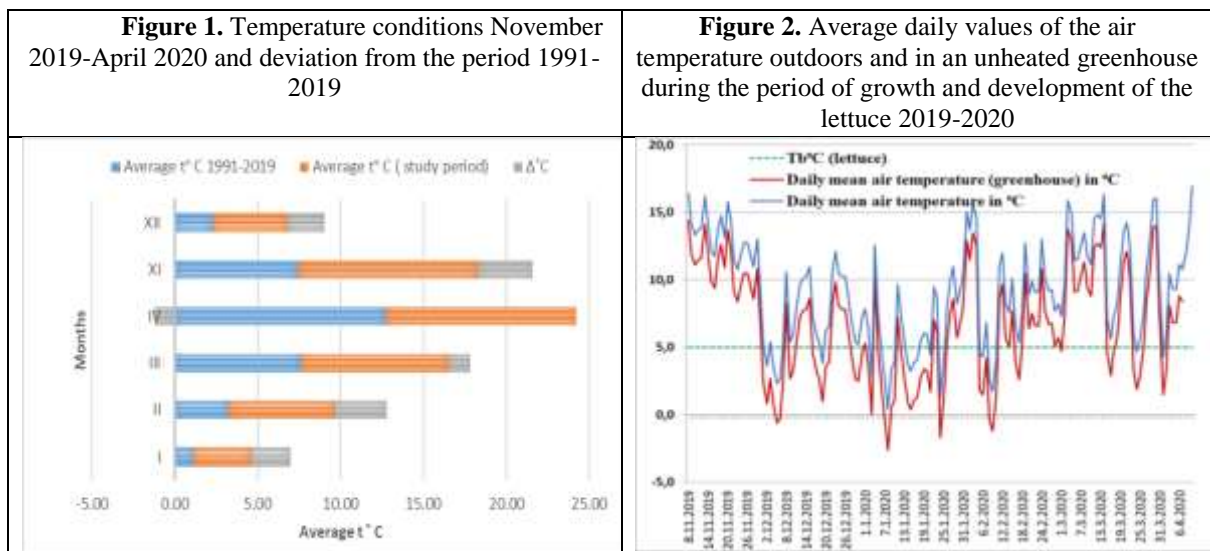 Figure 1. Temperature conditions November
2019-April 2020 and deviation from the period 1991-
2019
Figure 2. Average daily values of the air
temperature outdoors and in an unheated greenhouse
during the period of growth and development of the
lettuce 2019-2020
Average t° C 1991-2019 Average t° C ( study period) Δ°C
XII
XI
IV
III
II
I
Months
-5.00 0.00 5.00 10.00 15.00 20.00 25.00
Average t° C
20,0
15,0
10,0
5,0
0,0
-5,0
Tb°C (lettuce)
Daily mean air temperature (greenhouse) in °C
Daily mean air temperature in °C
8.11.2019
14.11.2019
20.11.2019
26.11.2019
2.12.2019
8.12.2019
14.12.2019
20.12.2019
26.12.2019
1.1.2020
7.1.2020
13.1.2020
19.1.2020
25.1.2020
31.1.2020
6.2.2020
12.2.2020
18.2.2020
24.2.2020
1.3.2020
7.3.2020
13.3.2020
19.3.2020
25.3.2020
31.3.2020
6.4.2020